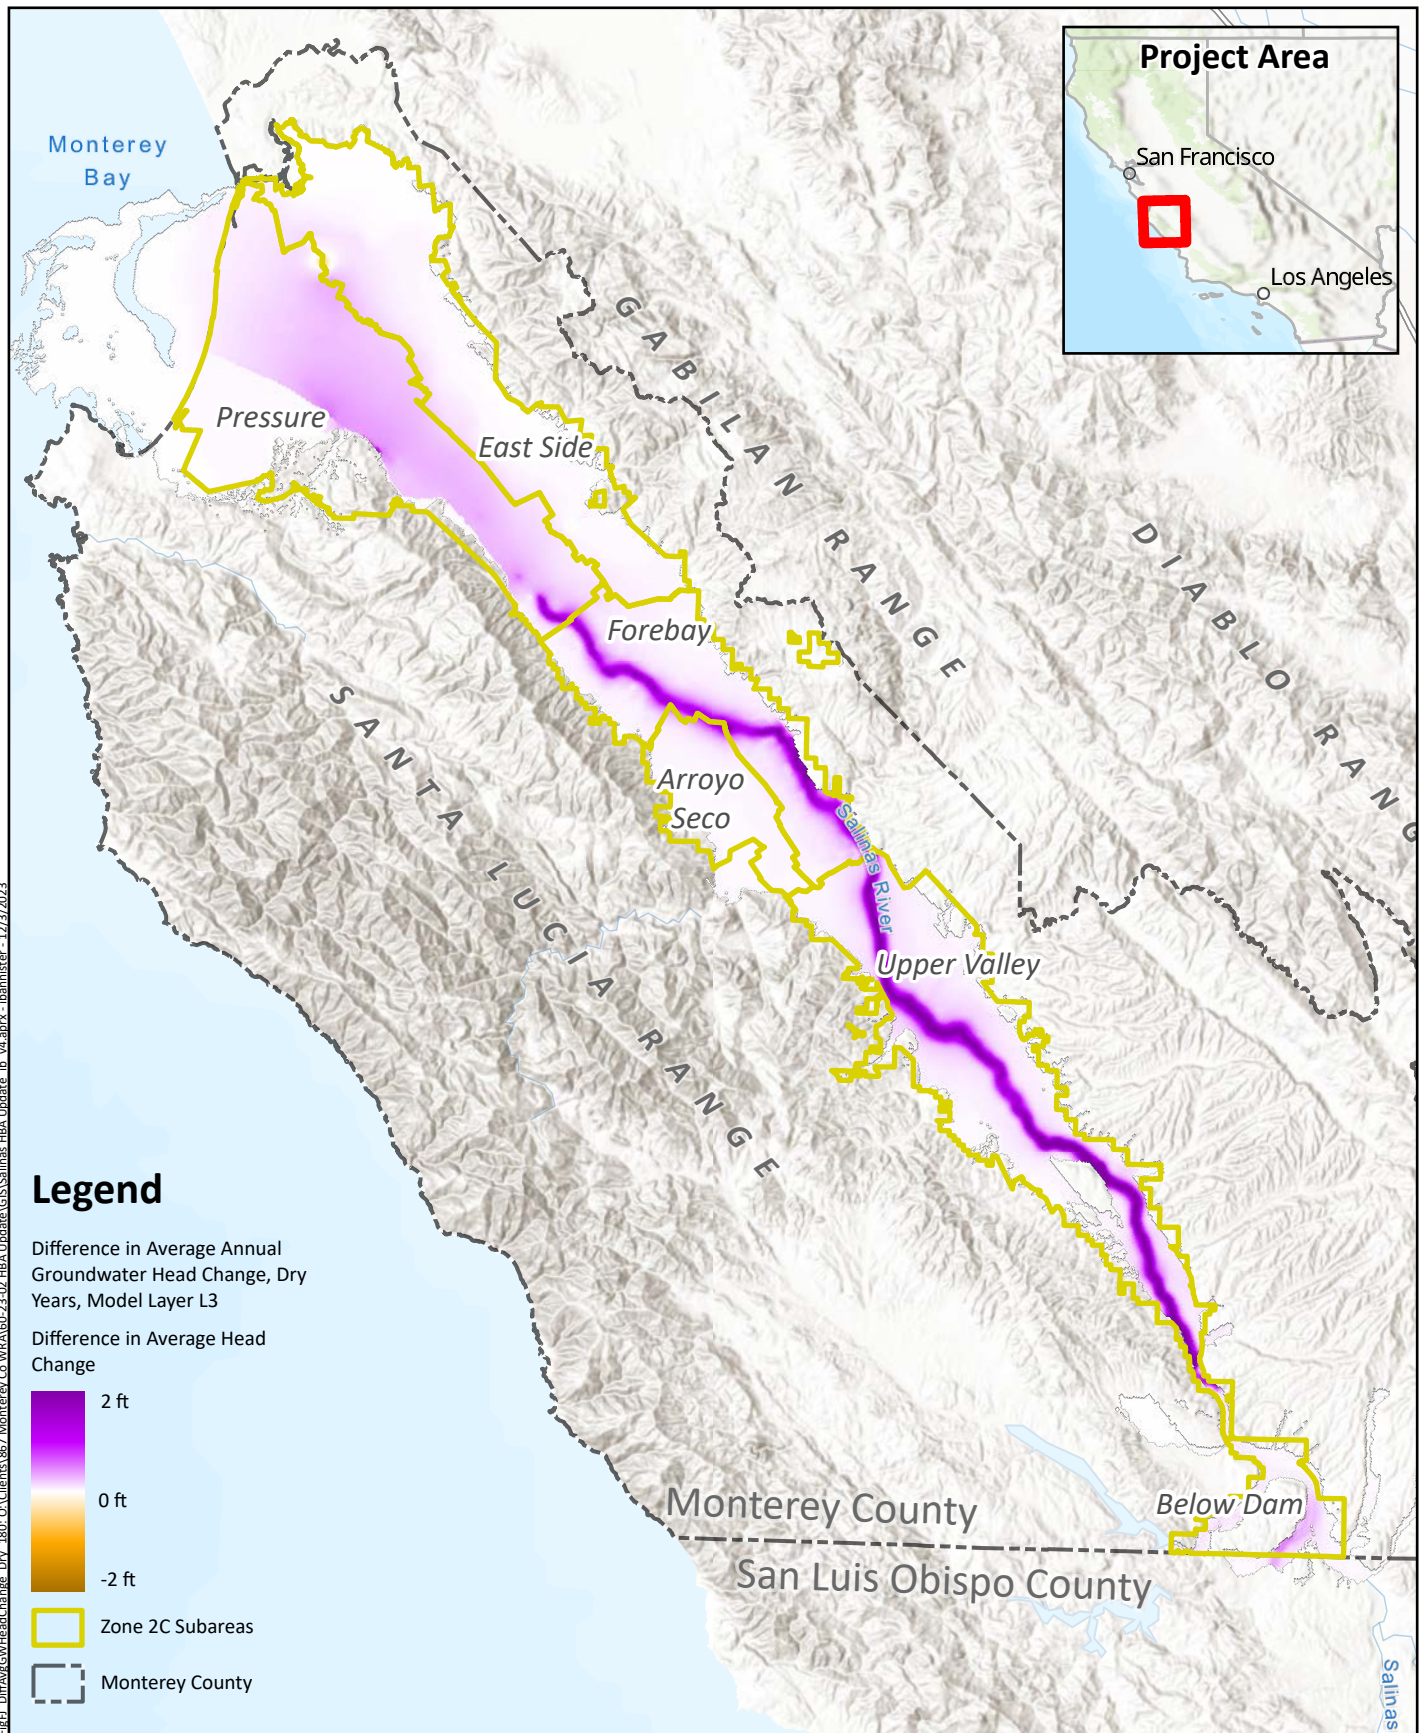 Project Area
San Francisco
Los Angeles
Monterey
Bay
GABILAN RANGE
DIABLO RANG
Pressure
East Side
Forebay
SANTA LUCIA RANGE
Arroyo
Seco
Salinas River
Upper Valley
Below Dam
Monterey County
San Luis Obispo County
Salinas
Legend
Difference in Average Annual
Groundwater Head Change, Dry
Years, Model Layer L3
Difference in Average Head
Change
2 ft
0 ft
-2 ft
Zone 2C Subareas
Monterey County